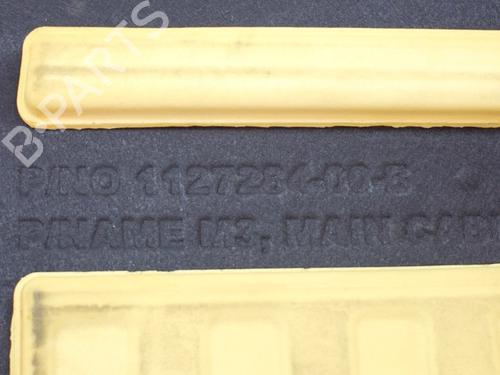 B-PARTS
P/NO 1127284-00-B
P/NAME M3, MAIN CAB